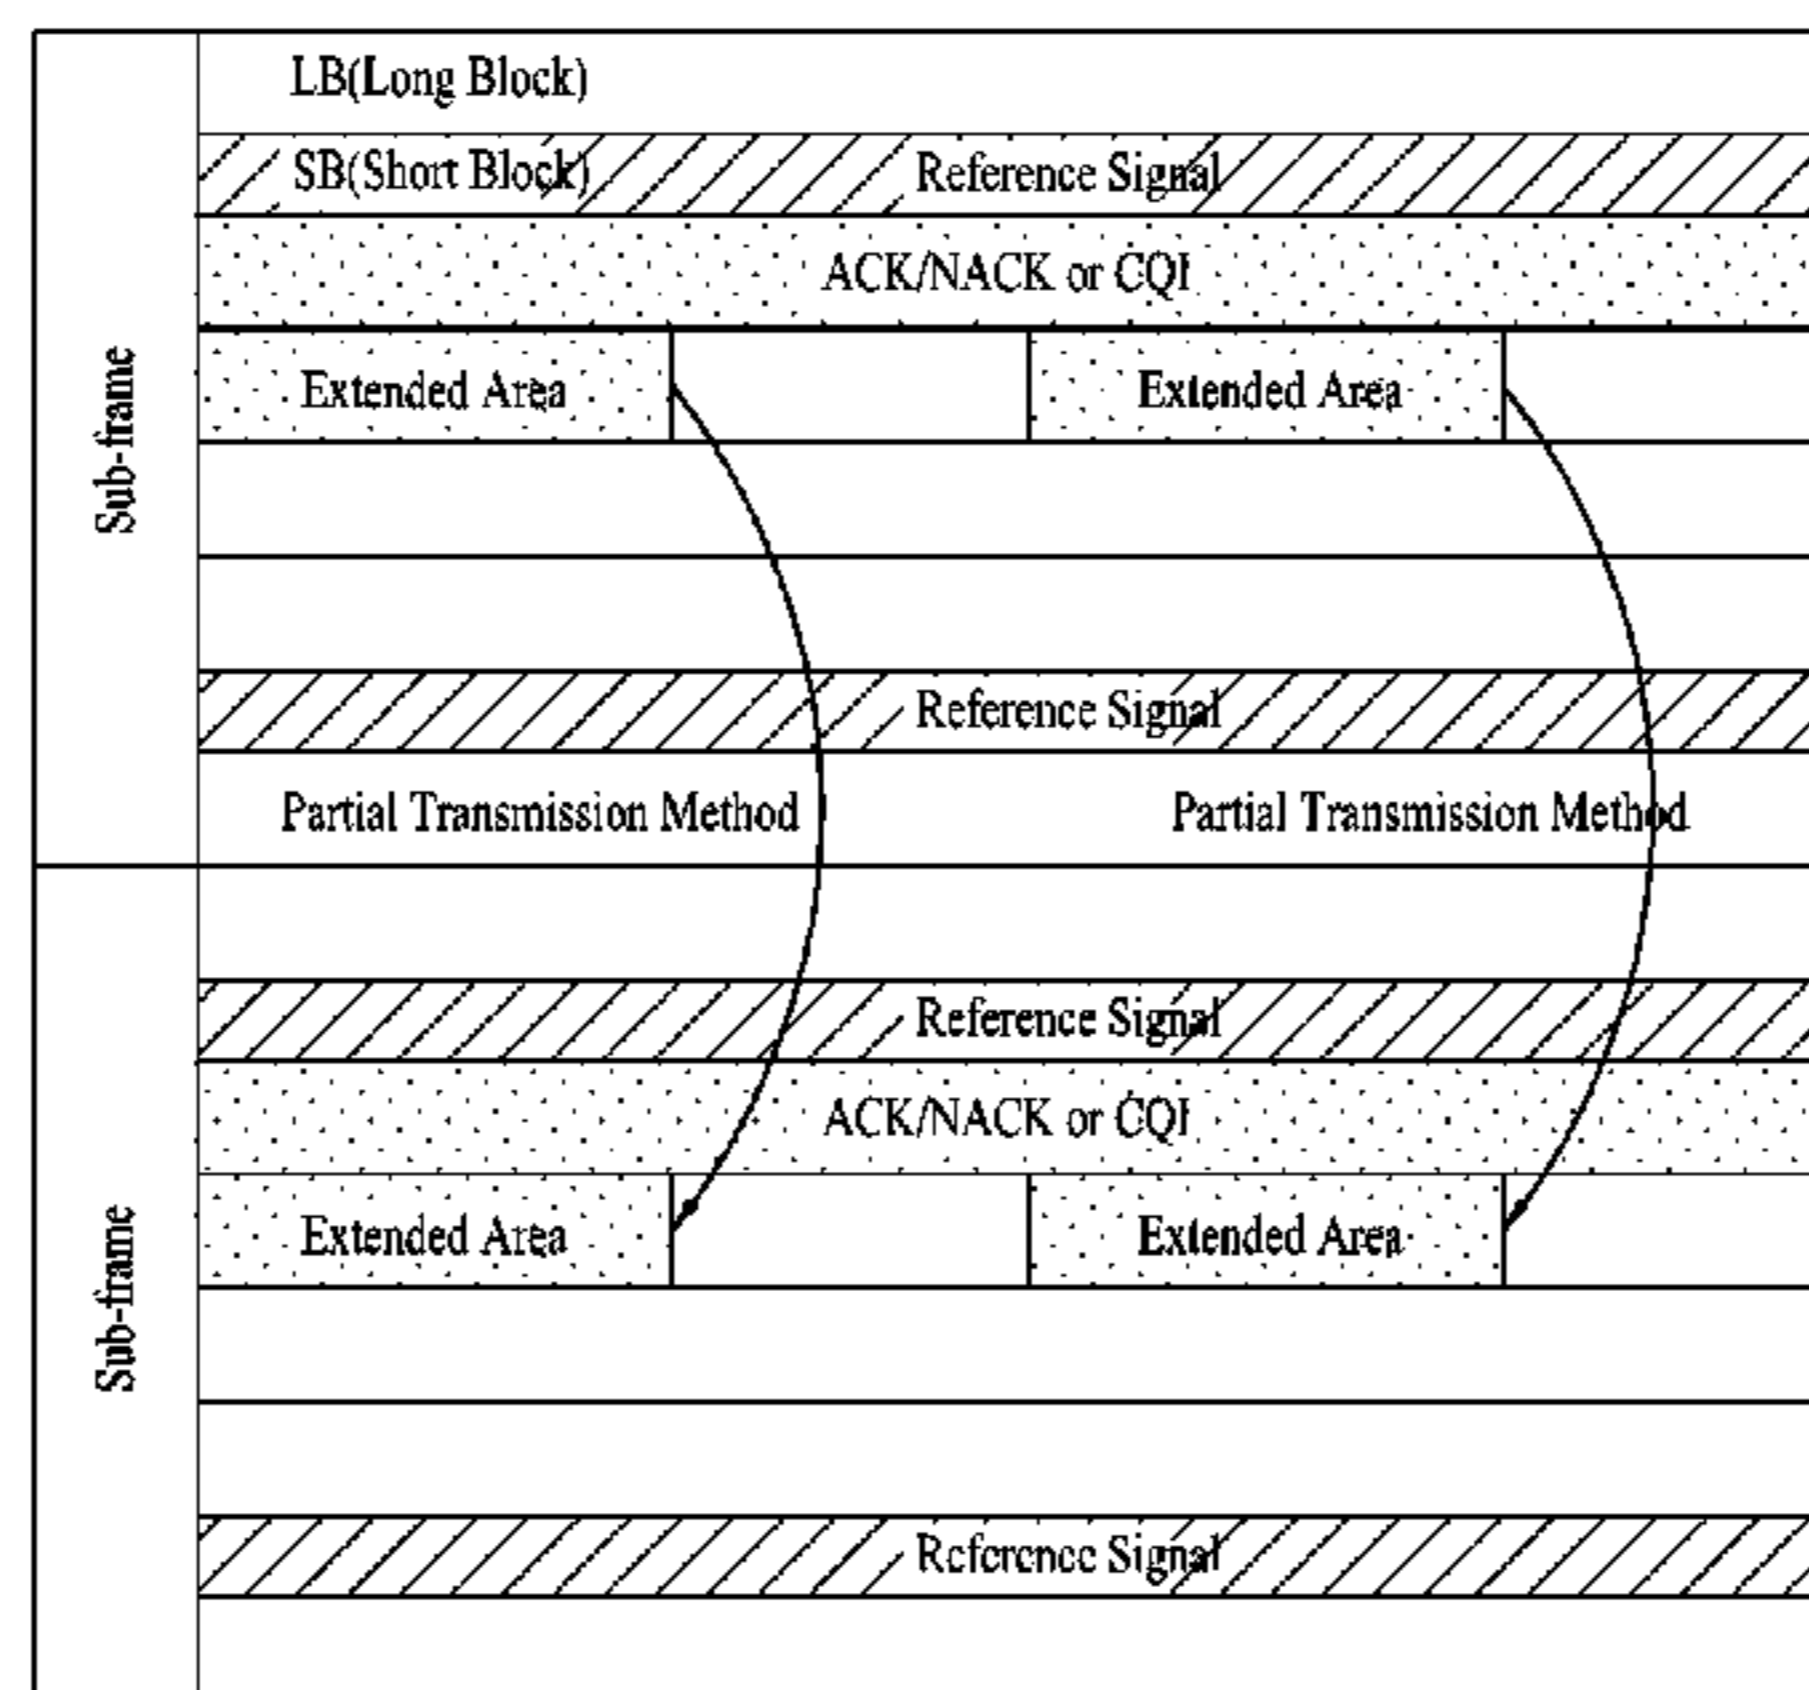 LB(Long Block)
SB(Short Block)
Reference Signal
ACK/NACK or CQI
Sub-frame
Extended Area
Extended Area
Reference Signal
Partial Transmission Method
Partial Transmission Method
Reference Signal
ACK/NACK or CQI
Sub-frame
Extended Area
Extended Area
Reference Signal